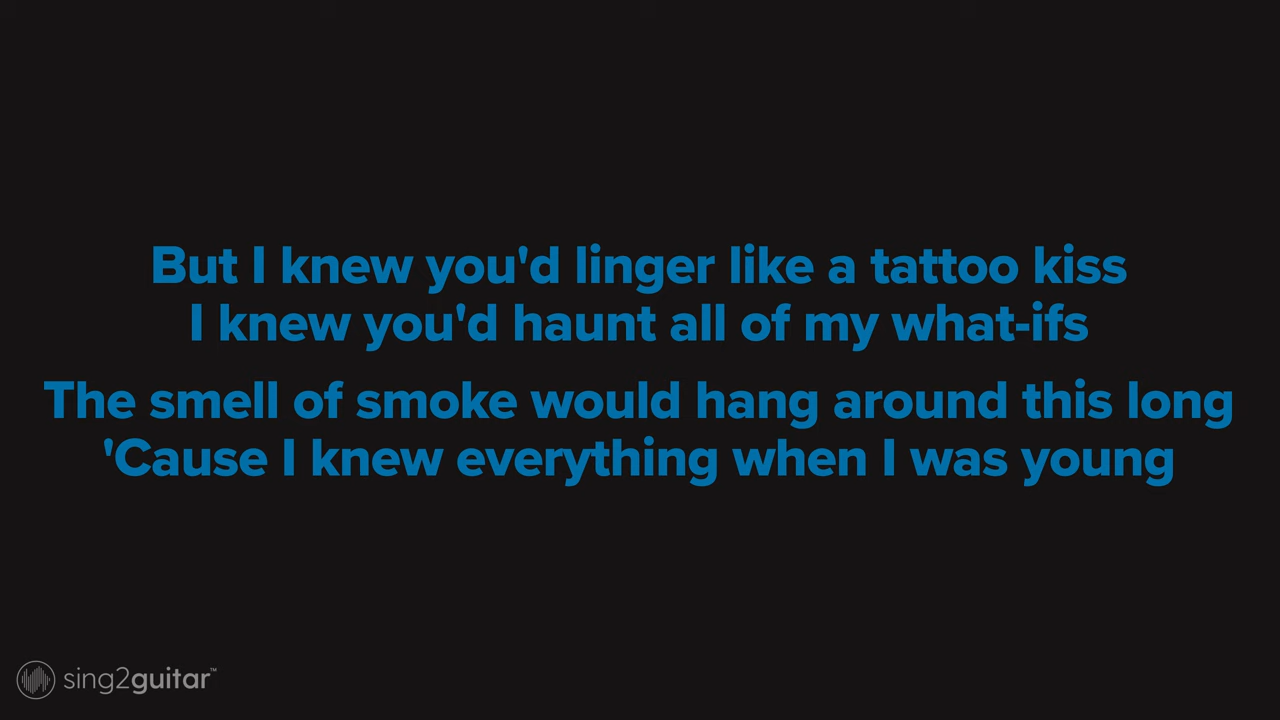 But I knew you'd linger like a tattoo kiss
I knew you'd haunt all of my what-ifs
The smell of smoke would hang around this long
'Cause I knew everything when I was young
sing2guitar™